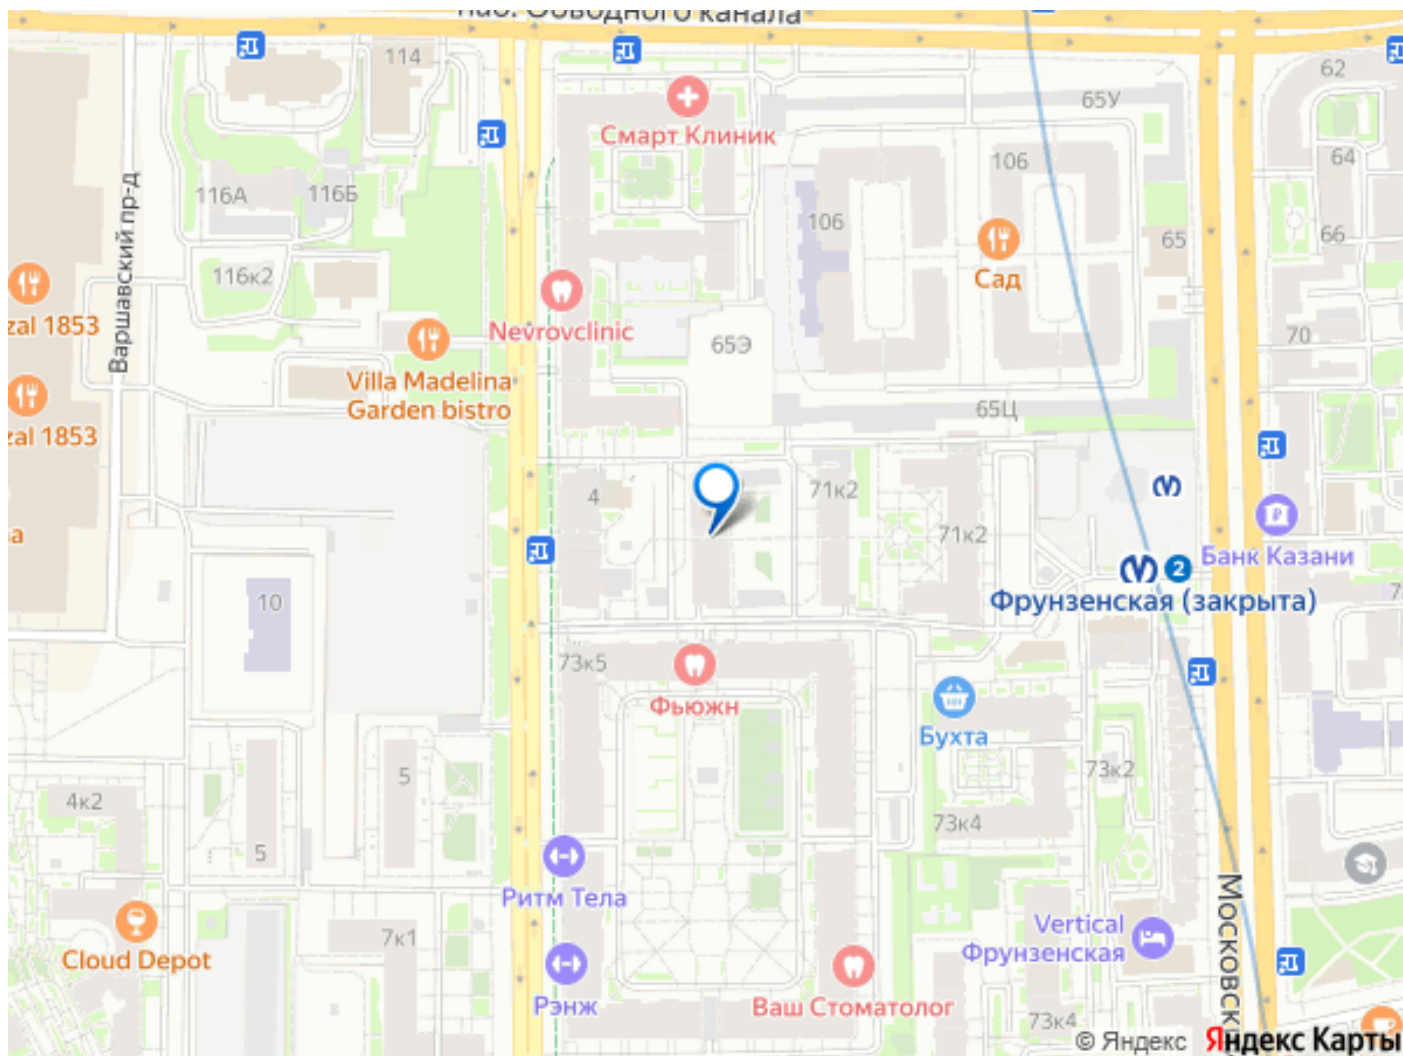 наб. Обводного канала
114
62
65У
Смарт Клиник
64
106
116А
116Б
106
66
65
Варшавский пр-д
116к2
Сад
zal 1853
Nevrovclinic
70
65Э
Villa Madelina
Garden bistro
65Ц
zal 1853
4
71к2
71к2
Банк Казани
2
Фрунзенская (закрыта)
10
73к5
Фьюжн
Бухта
73к2
5
4к2
73к4
5
Ритм Тела
Московск
Vertical
Фрунзенская
7к1
Cloud Depot
Рэнж
Ваш Стоматолог
73к4
© Яндекс Яндекс Карты